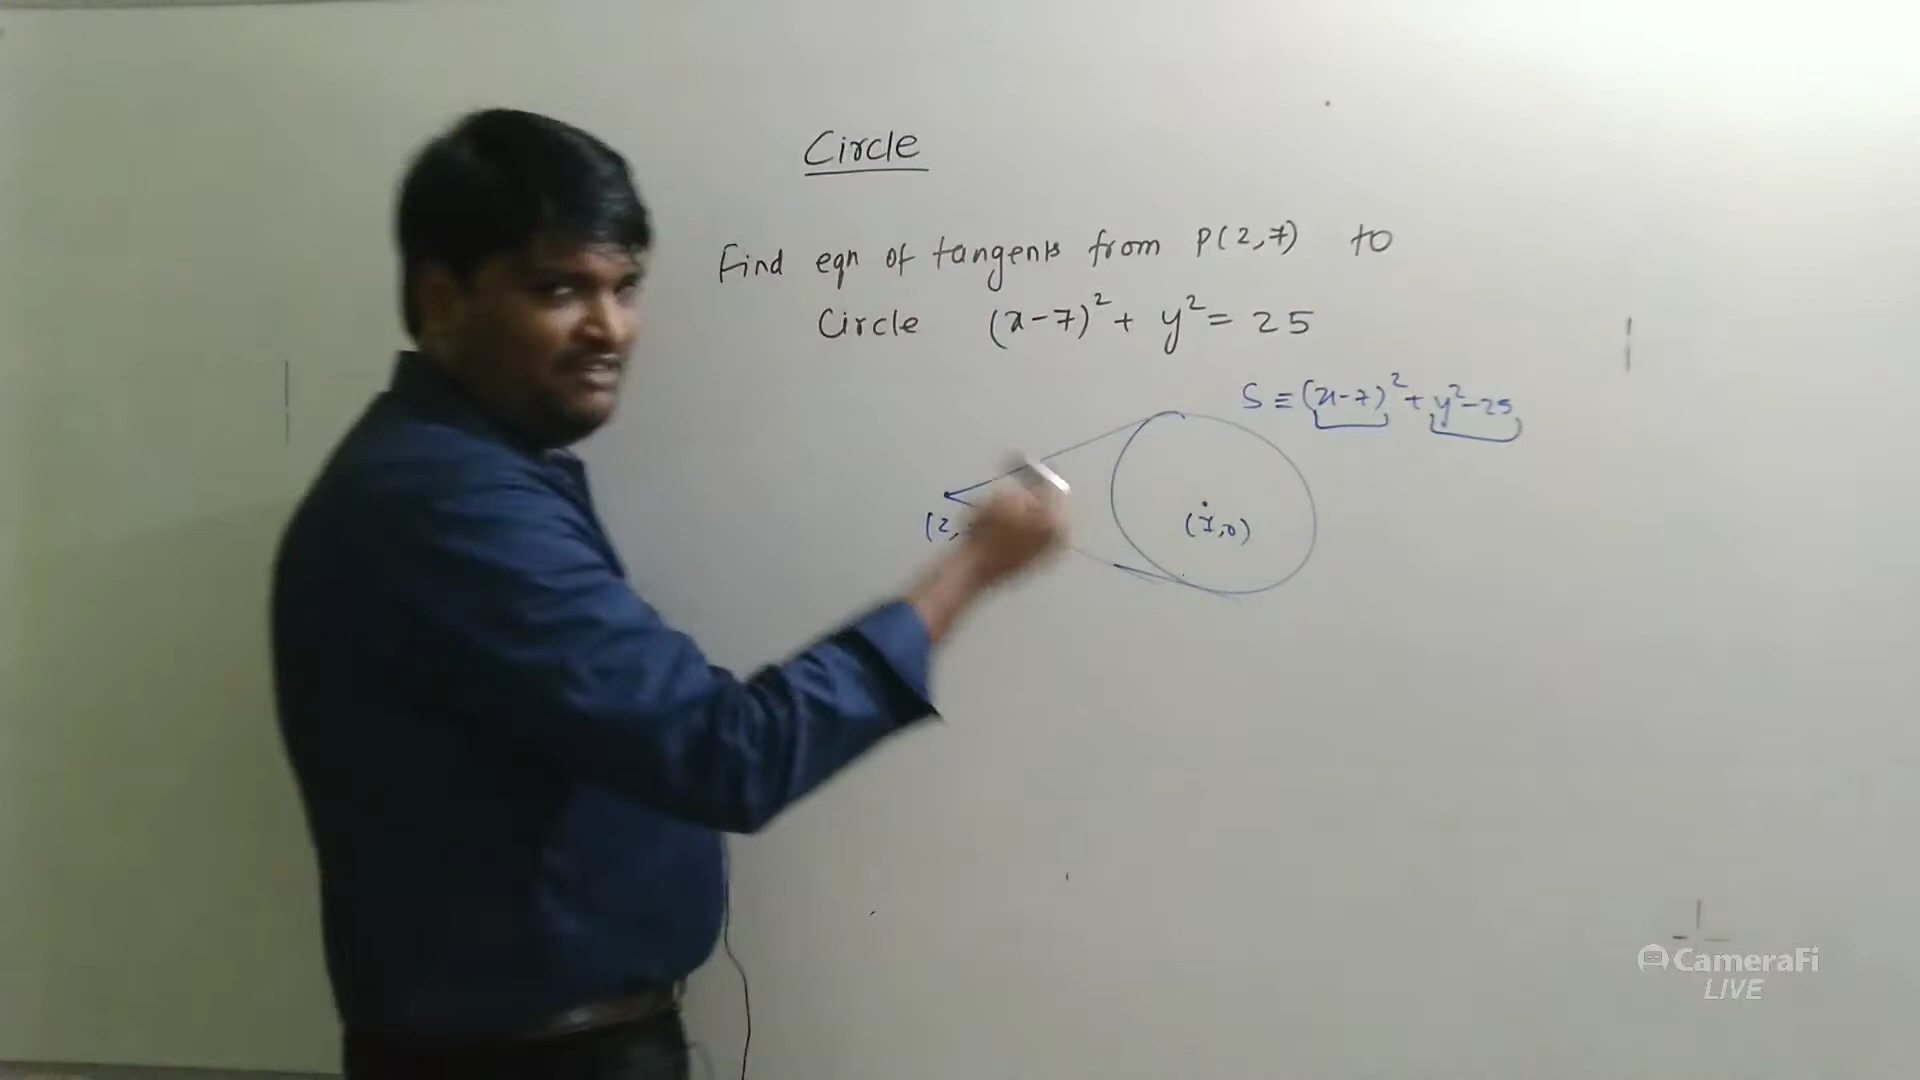 Circle
Find eqn of tangents from P(2,7) to
Circle (x-7)² + y² = 25
S ≡ (x-7)² + y²-25
(2,
(7,0)
CameraFi
LIVE